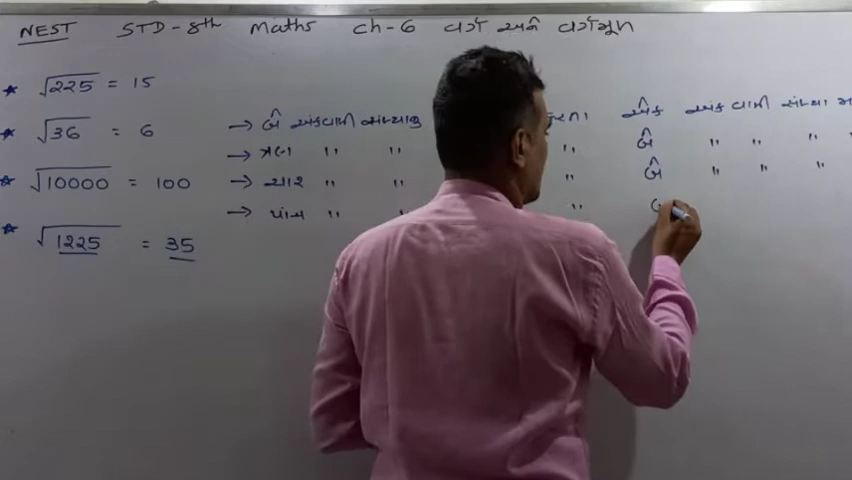 NEST STD-8th Maths ch-6 વર્ગ અને વર્ગમૂળ
* √225 = 15
* √36 = 6
* √10000 = 100
* √1225 = 35
→ બે અંકવાળી સંખ્યાનુ કરતા એક અંક વાળી સંખ્યા
→ ત્રણ " " " બે " " "
→ ચાર " " " બે " " "
→ પાંચ " " "